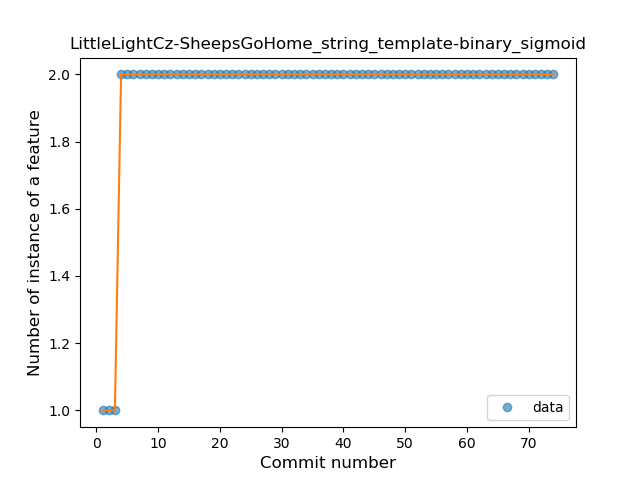 LittleLightCz-SheepsGoHome_string_template-binary_sigmoid
Number of instance of a feature
2.0
1.8
1.6
1.4
1.2
1.0
data
0 10 20 30 40 50 60 70
Commit number